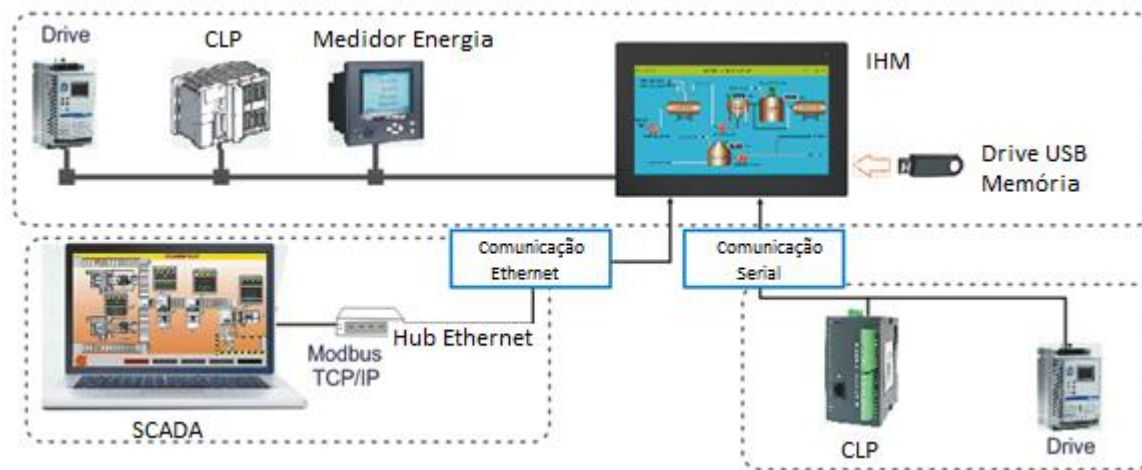 Drive
CLP
Medidor Energia
IHM
Drive USB
Memória
Comunicação
Ethernet
Comunicação
Serial
Hub Ethernet
Modbus
TCP/IP
SCADA
CLP
Drive